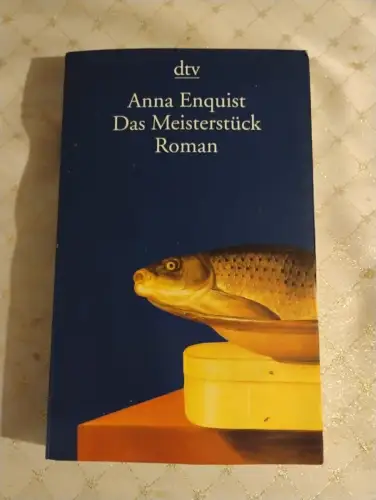 dtv
Anna Enquist
Das Meisterstück
Roman